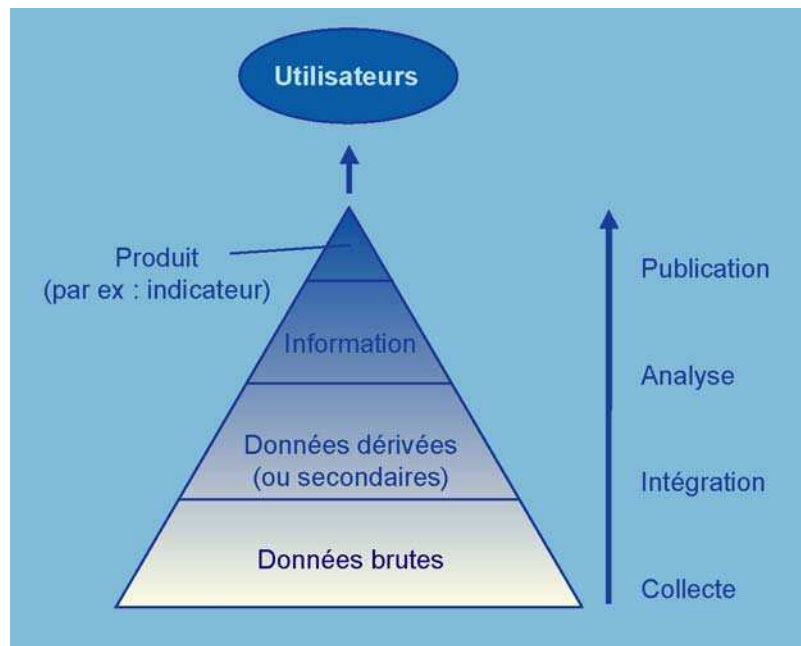 Utilisateurs
Produit
(par ex : indicateur)
Information
Données dérivées
(ou secondaires)
Données brutes
Publication
Analyse
Intégration
Collecte